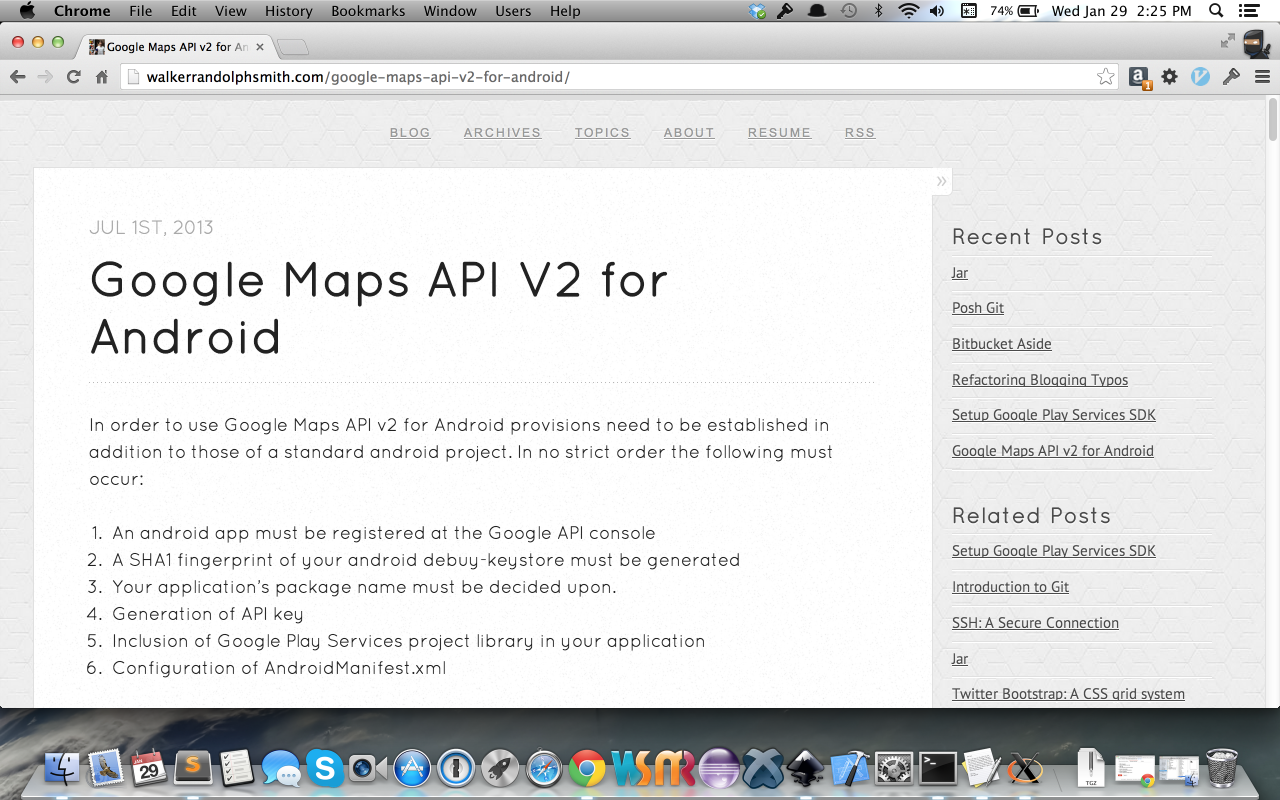 Chrome File Edit View History Bookmarks Window Users Help 74% Wed Jan 29 2:25 PM
Google Maps API v2 for An
walkerrandolphsmith.com/google-maps-api-v2-for-android/
a 1
BLOG ARCHIVES TOPICS ABOUT RESUME RSS
»
JUL 1ST, 2013
Google Maps API V2 for
Android
In order to use Google Maps API v2 for Android provisions need to be established in
addition to those of a standard android project. In no strict order the following must
occur:
1. An android app must be registered at the Google API console
2. A SHA1 fingerprint of your android debuy-keystore must be generated
3. Your application's package name must be decided upon.
4. Generation of API key
5. Inclusion of Google Play Services project library in your application
6. Configuration of AndroidManifest.xml
Recent Posts
Jar
Posh Git
Bitbucket Aside
Refactoring Blogging Typos
Setup Google Play Services SDK
Google Maps API v2 for Android
Related Posts
Setup Google Play Services SDK
Introduction to Git
SSH: A Secure Connection
Jar
Twitter Bootstrap: A CSS grid system
JAN
29
S
S
WS
TGZ